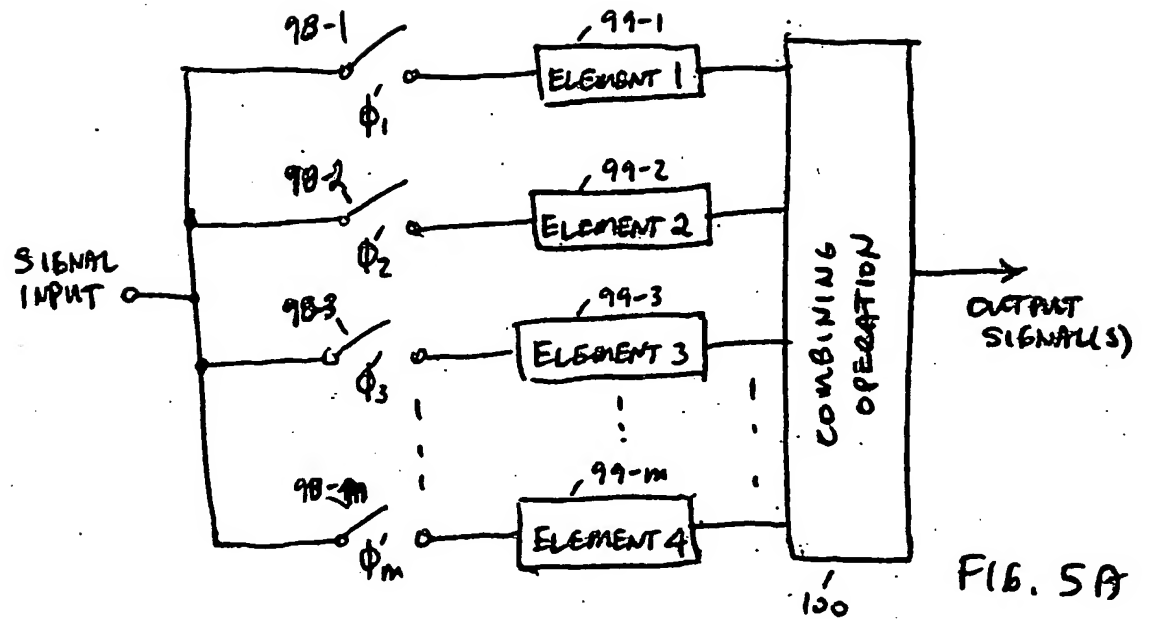 98-1
99-1
ELEMENT 1
ϕ'1
98-2
99-2
ELEMENT 2
ϕ'2
SIGNAL
INPUT
98-3
99-3
ELEMENT 3
ϕ'3
COMBINING
OPERATION
OUTPUT
SIGNAL(S)
98-m
99-m
ELEMENT 4
ϕ'm
100
FIG. 5A